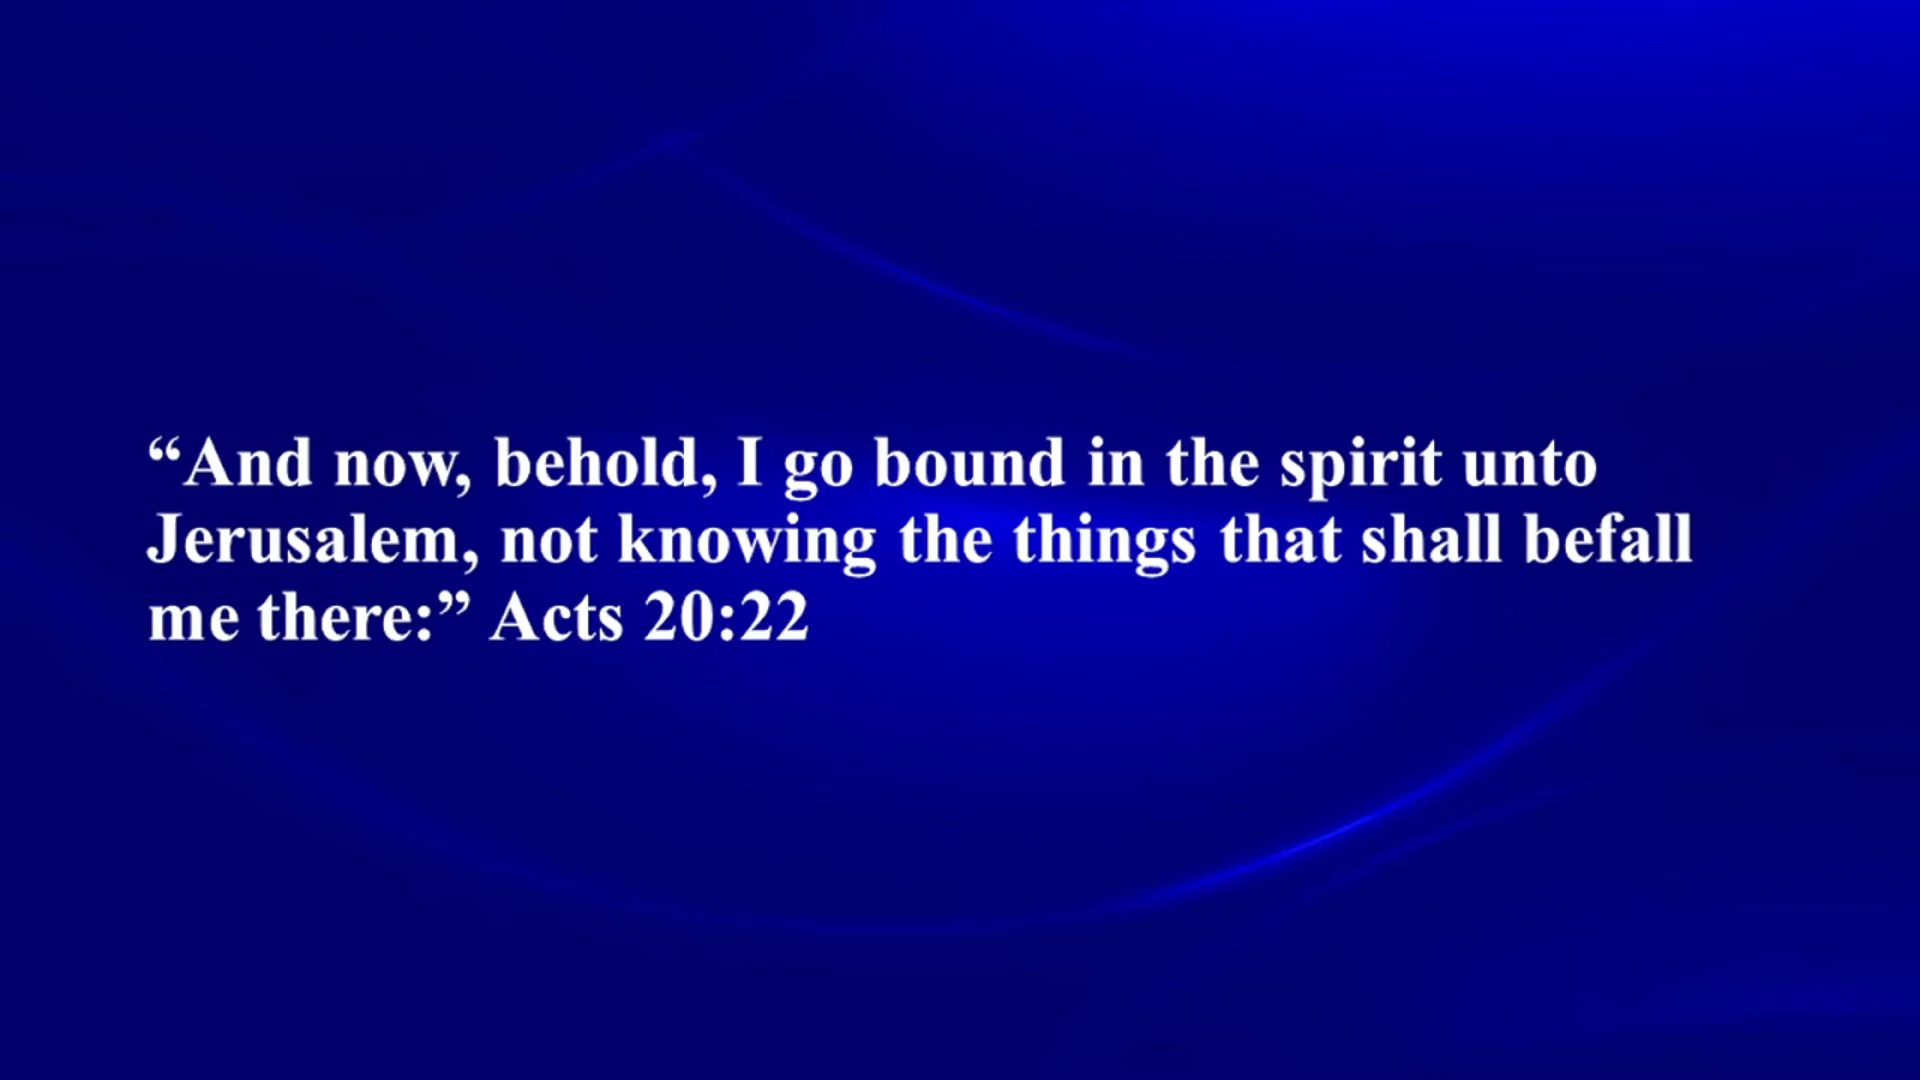 “And now, behold, I go bound in the spirit unto
Jerusalem, not knowing the things that shall befall
me there:” Acts 20:22